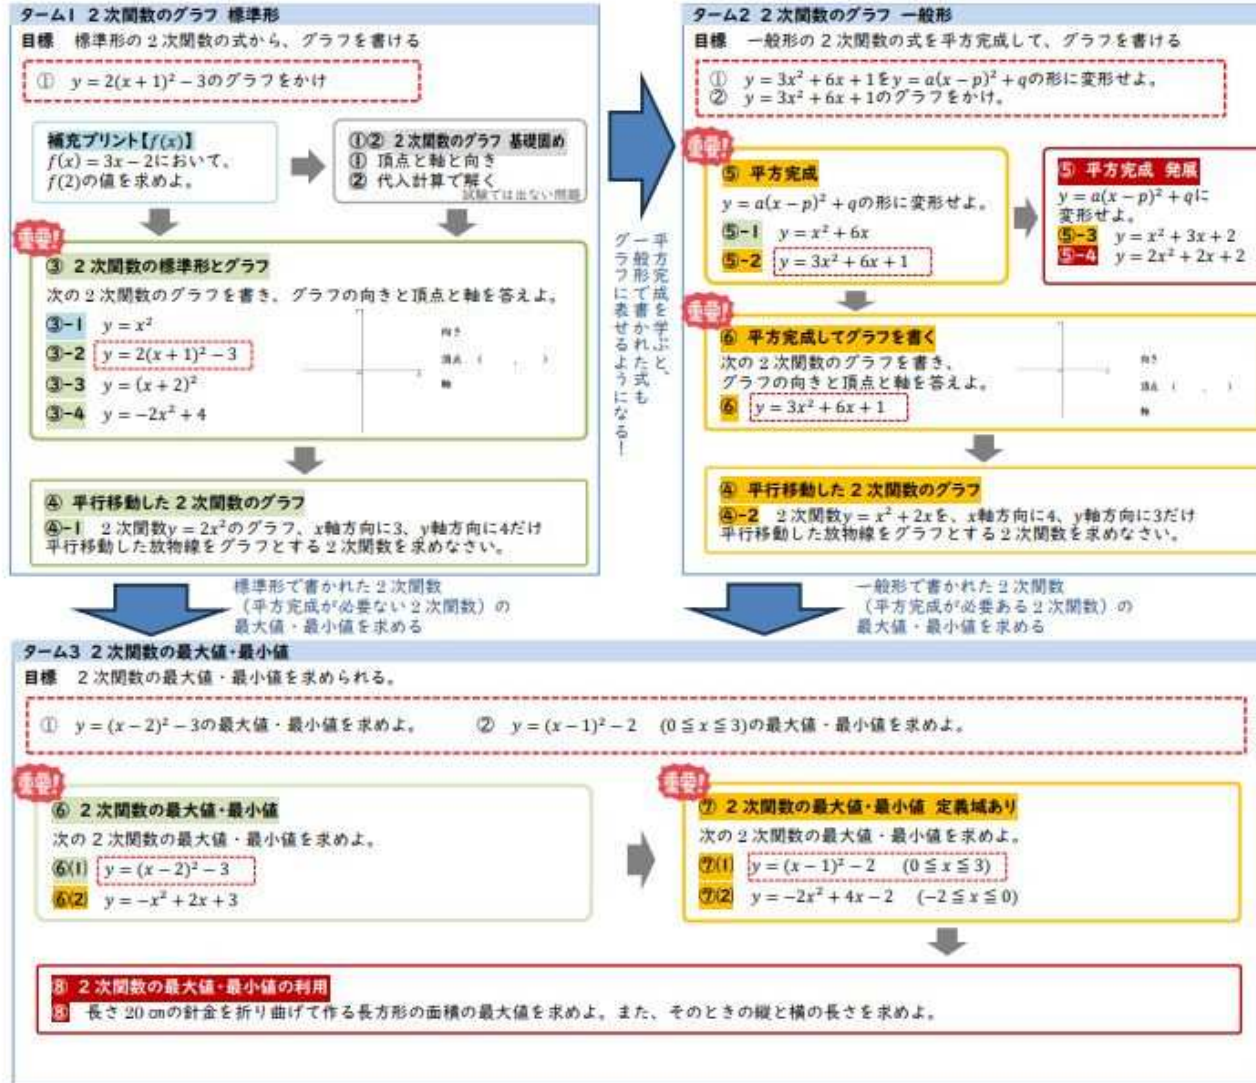 ターム1 2次関数のグラフ 標準形
目標 標準形の2次関数の式から、グラフを書ける
① y = 2(x + 1)² − 3のグラフをかけ
補充プリント【f(x)】
f(x) = 3x − 2において、
f(2)の値を求めよ。
①② 2次関数のグラフ 基礎固め
① 頂点と軸と向き
② 代入計算で解く
試験では出ない問題
重要!
③ 2次関数の標準形とグラフ
次の2次関数のグラフを書き、グラフの向きと頂点と軸を答えよ。
③-1 y = x²
③-2 y = 2(x + 1)² − 3
③-3 y = (x + 2)²
③-4 y = −2x² + 4
向き
頂点 ( , )
軸
④ 平行移動した2次関数のグラフ
④-1 2次関数y = 2x²のグラフ、x軸方向に3、y軸方向に4だけ
平行移動した放物線をグラフとする2次関数を求めなさい。
平方完成を学ぶと、
一般形で書かれた式も
グラフに表せるようになる!
ターム2 2次関数のグラフ 一般形
目標 一般形の2次関数の式を平方完成して、グラフを書ける
① y = 3x² + 6x + 1をy = a(x − p)² + qの形に変形せよ。
② y = 3x² + 6x + 1のグラフをかけ。
重要!
⑤ 平方完成
y = a(x − p)² + qの形に変形せよ。
⑤-1 y = x² + 6x
⑤-2 y = 3x² + 6x + 1
⑤ 平方完成 発展
y = a(x − p)² + qに
変形せよ。
⑤-3 y = x² + 3x + 2
⑤-4 y = 2x² + 2x + 2
重要!
⑥ 平方完成してグラフを書く
次の2次関数のグラフを書き、
グラフの向きと頂点と軸を答えよ。
⑥ y = 3x² + 6x + 1
向き
頂点 ( , )
軸
④ 平行移動した2次関数のグラフ
④-2 2次関数y = x² + 2xを、x軸方向に4、y軸方向に3だけ
平行移動した放物線をグラフとする2次関数を求めなさい。
標準形で書かれた2次関数
(平方完成が必要ない2次関数)の
最大値・最小値を求める
一般形で書かれた2次関数
(平方完成が必要ある2次関数)の
最大値・最小値を求める
ターム3 2次関数の最大値・最小値
目標 2次関数の最大値・最小値を求められる。
① y = (x − 2)² − 3の最大値・最小値を求めよ。 ② y = (x − 1)² − 2 (0 ≦ x ≦ 3)の最大値・最小値を求めよ。
重要!
⑥ 2次関数の最大値・最小値
次の2次関数の最大値・最小値を求めよ。
⑥(1) y = (x − 2)² − 3
⑥(2) y = −x² + 2x + 3
重要!
⑦ 2次関数の最大値・最小値 定義域あり
次の2次関数の最大値・最小値を求めよ。
⑦(1) y = (x − 1)² − 2 (0 ≦ x ≦ 3)
⑦(2) y = −2x² + 4x − 2 (−2 ≦ x ≦ 0)
⑧ 2次関数の最大値・最小値の利用
⑧ 長さ20㎝の針金を折り曲げて作る長方形の面積の最大値を求めよ。また、そのときの縦と横の長さを求めよ。